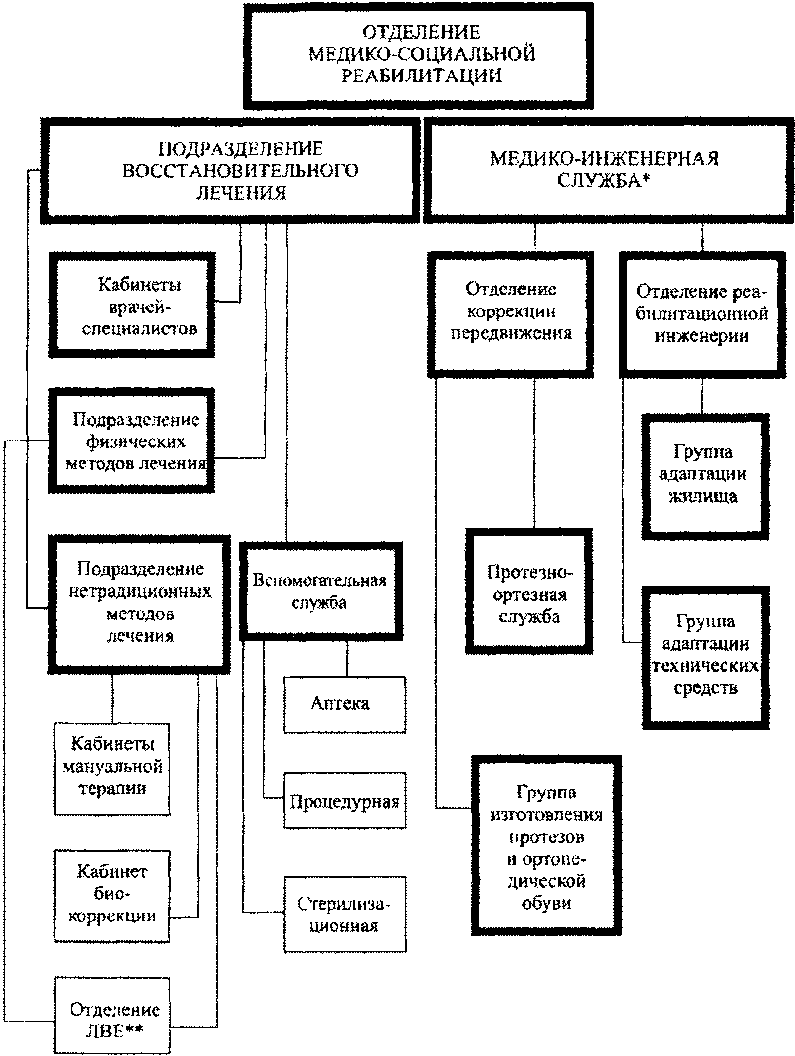 ОТДЕЛЕНИЕ
МЕДИКО-СОЦИАЛЬНОЙ
РЕАБИЛИТАЦИИ
ПОДРАЗДЕЛЕНИЕ
ВОССТАНОВИТЕЛЬНОГО
ЛЕЧЕНИЯ
МЕДИКО-ИНЖЕНЕРНАЯ
СЛУЖБА*
Кабинеты
врачей-
специалистов
Отделение
коррекции
передвижения
Отделение реа-
билитационной
инженерии
Подразделение
физических
методов лечения
Группа
адаптации
жилища
Подразделение
нетрадиционных
методов
лечения
Вспомогательная
служба
Протезно-
ортезная
служба
Группа
адаптации
технических
средств
Аптека
Кабинеты
мануальной
терапии
Процедурная
Группа
изготовления
протезов
и ортопе-
дической
обуви
Кабинет
био-
коррекции
Стерилиза-
ционная
Отделение
ЛВЕ**